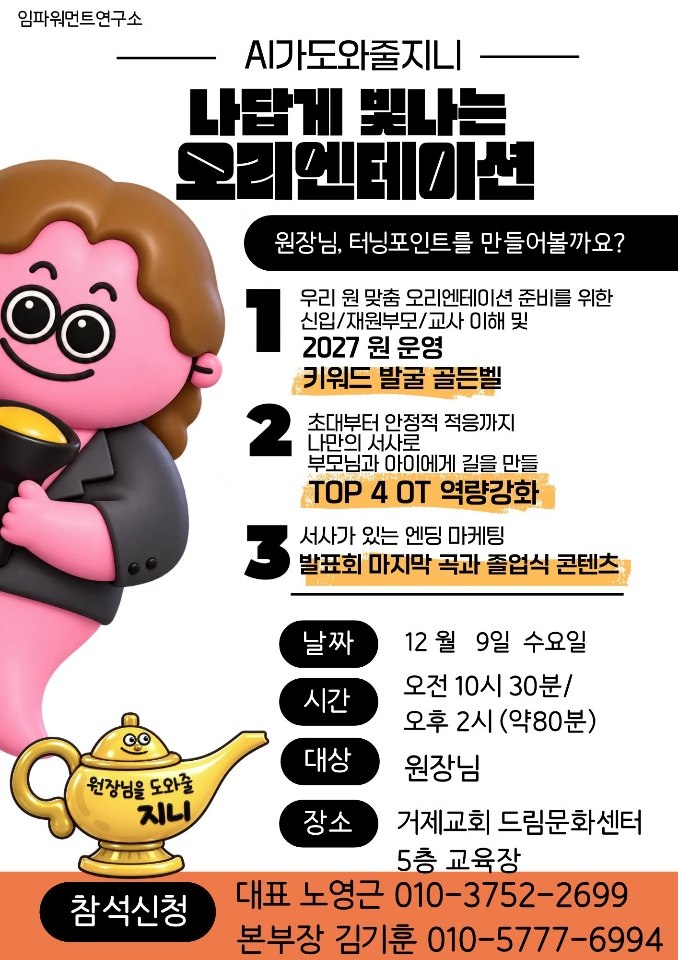 임파워먼트연구소
AI가도와줄지니
나답게 빛나는
오리엔테이션
원장님, 터닝포인트를 만들어볼까요?
1
우리 원 맞춤 오리엔테이션 준비를 위한
신입/재원부모/교사 이해 및
2027 원 운영
키워드 발굴 골든벨
2
초대부터 안정적 적응까지
나만의 서사로
부모님과 아이에게 길을 만들
TOP 4 OT 역량강화
3
서사가 있는 엔딩 마케팅
발표회 마지막 곡과 졸업식 콘텐츠
날짜 12 월 9일 수요일
시간 오전 10시 30분/
오후 2시 (약80분)
대상 원장님
장소 거제교회 드림문화센터
5층 교육장
원장님을 도와줄
지니
참석신청
대표 노영근 010-3752-2699
본부장 김기훈 010-5777-6994